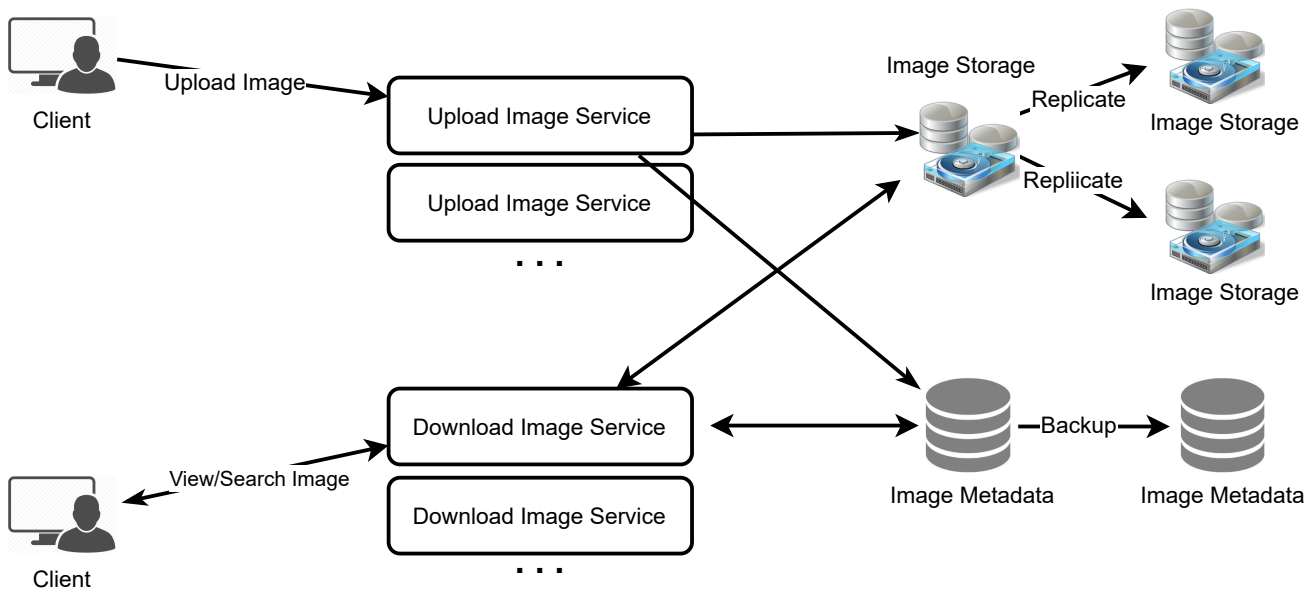 Client
Upload Image
Upload Image Service
Upload Image Service
. . .
Image Storage
Replicate
Image Storage
Repliicate
Image Storage
Client
View/Search Image
Download Image Service
Download Image Service
. . .
Image Metadata
Backup
Image Metadata